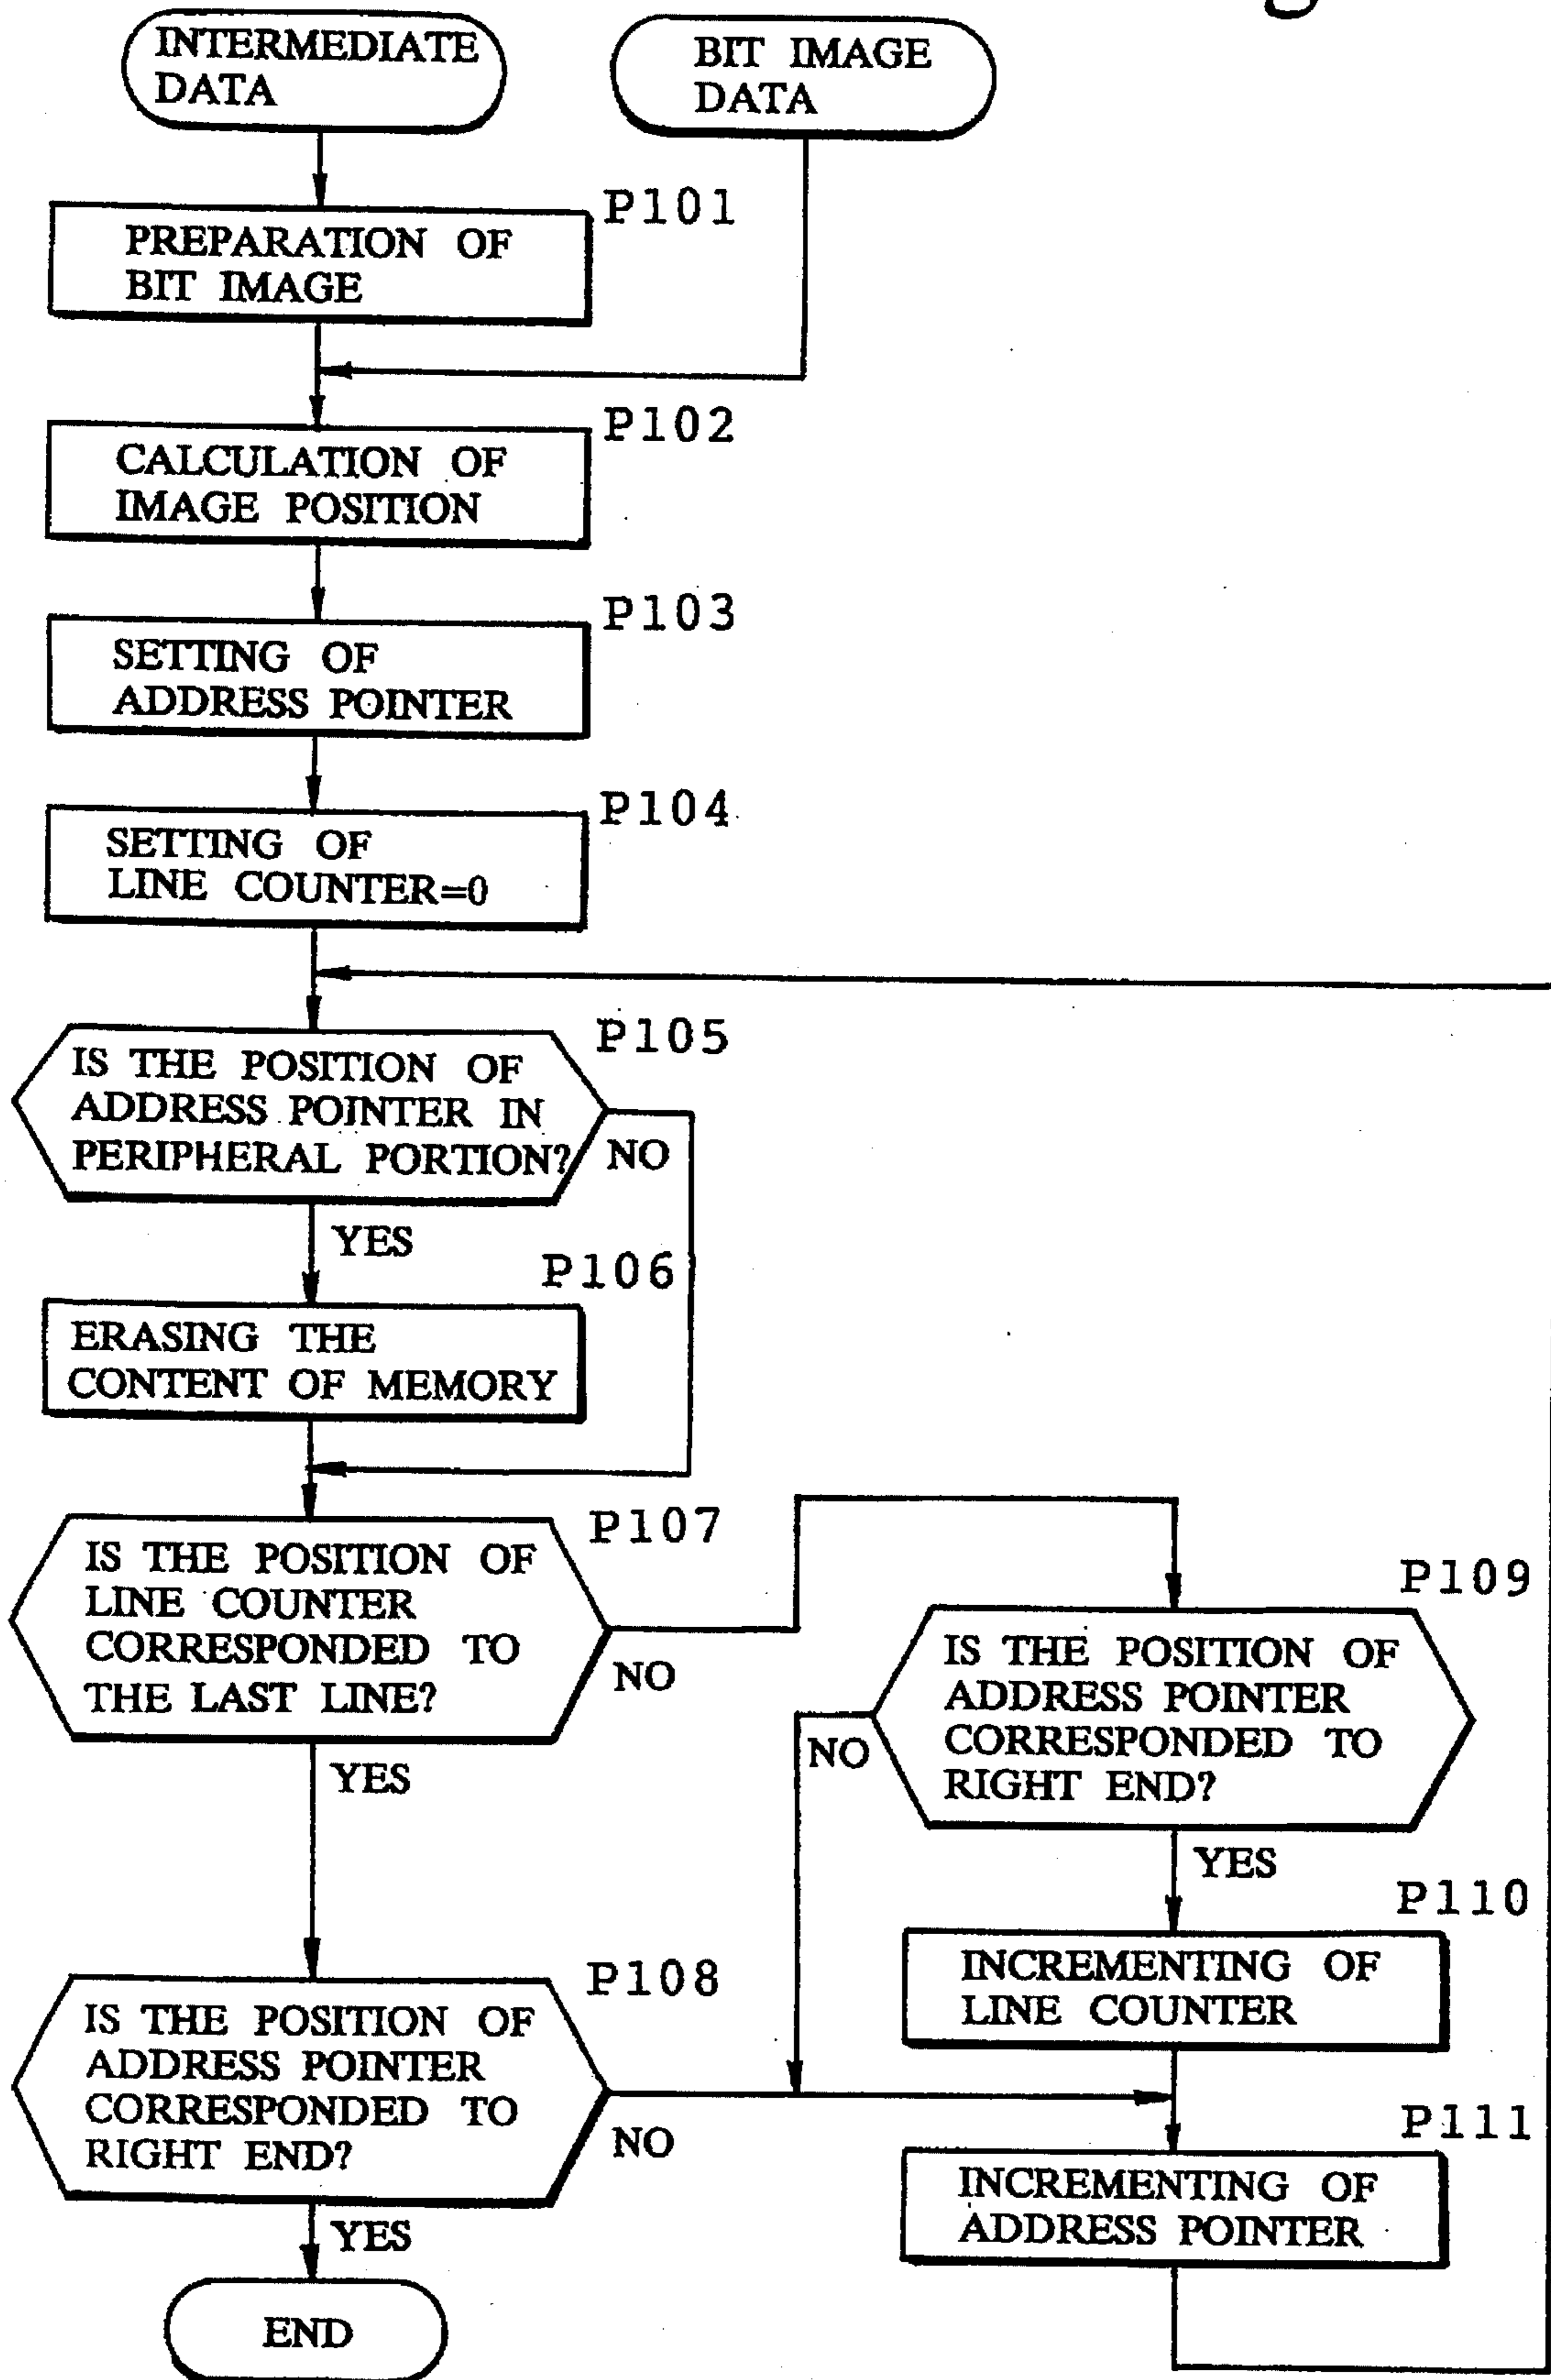 INTERMEDIATE
DATA
BIT IMAGE
DATA
P101
PREPARATION OF
BIT IMAGE
P102
CALCULATION OF
IMAGE POSITION
P103
SETTING OF
ADDRESS POINTER
P104
SETTING OF
LINE COUNTER=0
P105
IS THE POSITION OF
ADDRESS POINTER IN
PERIPHERAL PORTION?
NO
YES
P106
ERASING THE
CONTENT OF MEMORY
P107
IS THE POSITION OF
LINE COUNTER
CORRESPONDED TO
THE LAST LINE?
NO
YES
P109
IS THE POSITION OF
ADDRESS POINTER
CORRESPONDED TO
RIGHT END?
NO
YES
P110
INCREMENTING OF
LINE COUNTER
P108
IS THE POSITION OF
ADDRESS POINTER
CORRESPONDED TO
RIGHT END?
NO
YES
P111
INCREMENTING OF
ADDRESS POINTER
END